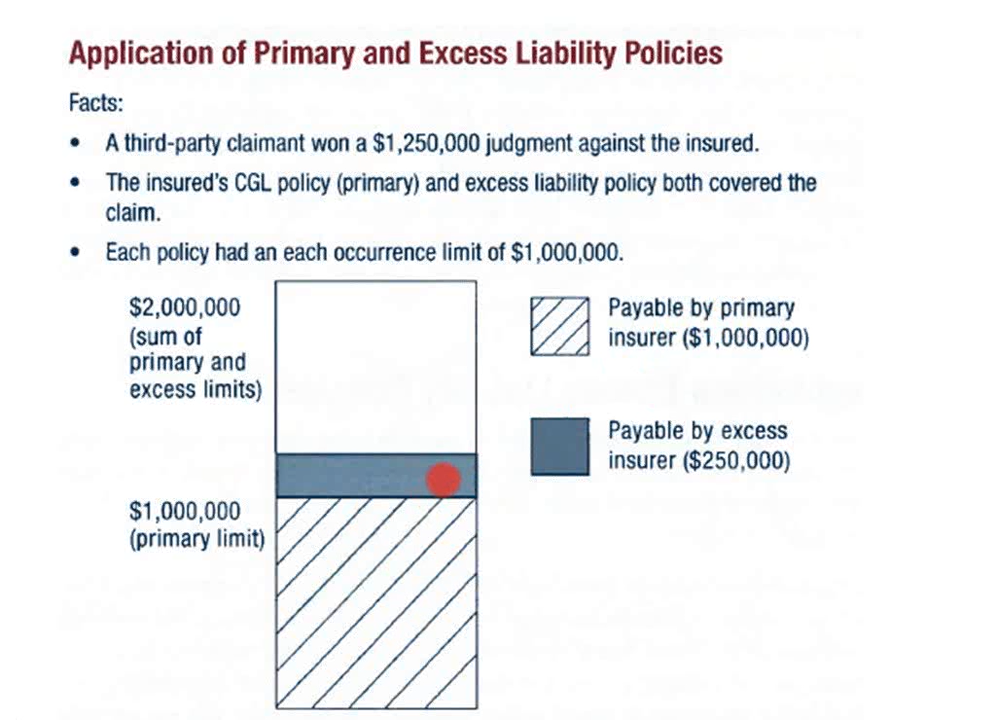 Application of Primary and Excess Liability Policies
Facts:
• A third-party claimant won a $1,250,000 judgment against the insured.
• The insured's CGL policy (primary) and excess liability policy both covered the
claim.
• Each policy had an each occurrence limit of $1,000,000.
$2,000,000
(sum of
primary and
excess limits)
$1,000,000
(primary limit)
Payable by primary
insurer ($1,000,000)
Payable by excess
insurer ($250,000)